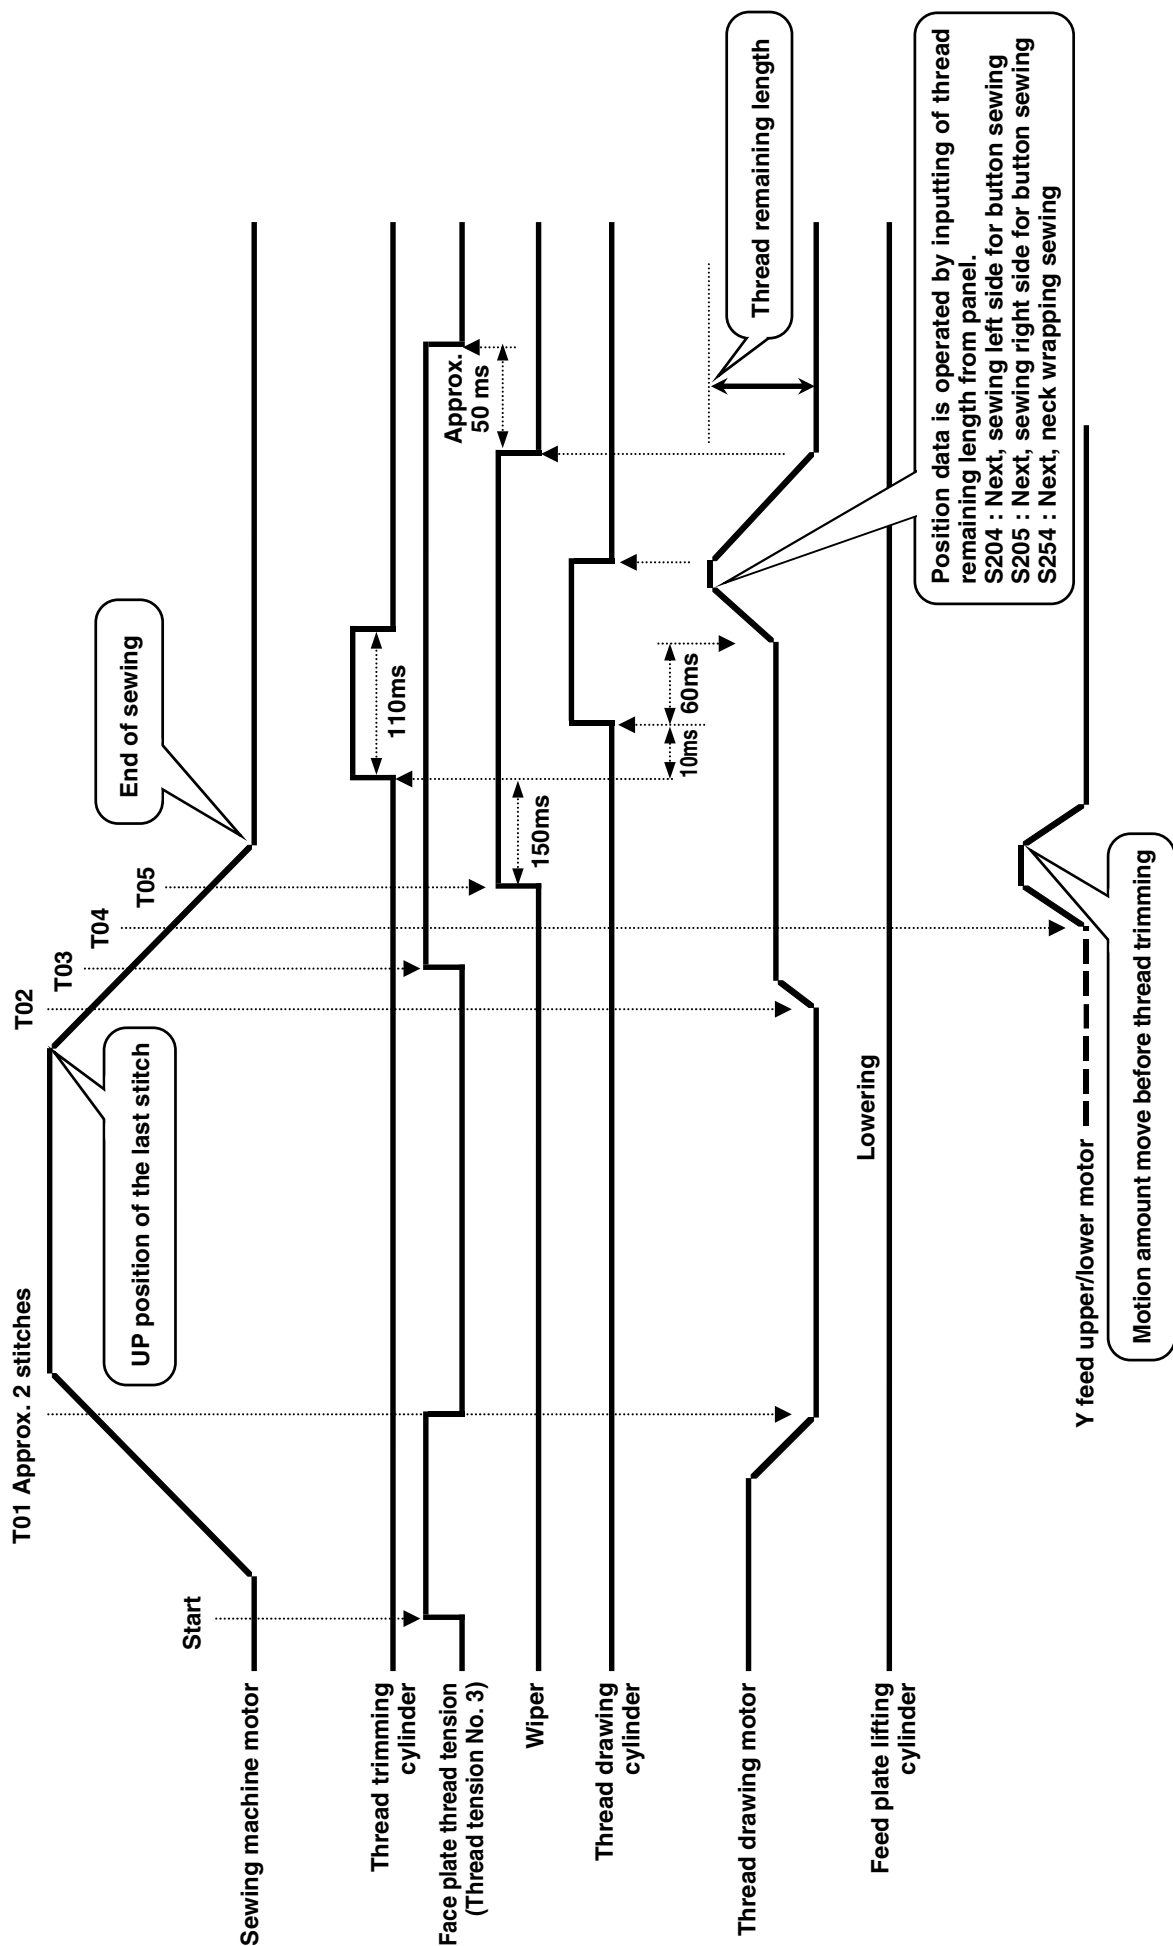 T01 Approx. 2 stitches
T02
T03
T04
T05
Start
UP position of the last stitch
End of sewing
Sewing machine motor
Thread trimming
cylinder
110ms
Face plate thread tension
(Thread tension No. 3)
Approx.
50 ms
Wiper
150ms
Thread drawing
cylinder
10ms
60ms
Thread remaining length
Thread drawing motor
Position data is operated by inputting of thread
remaining length from panel.
S204 : Next, sewing left side for button sewing
S205 : Next, sewing right side for button sewing
S254 : Next, neck wrapping sewing
Feed plate lifting
cylinder
Lowering
Y feed upper/lower motor
Motion amount move before thread trimming